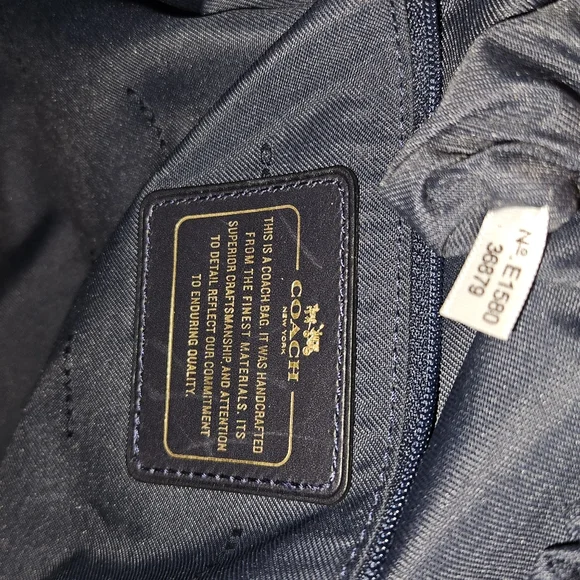 COACH
NEW YORK
THIS IS A COACH BAG. IT WAS HANDCRAFTED
FROM THE FINEST MATERIALS. ITS
SUPERIOR CRAFTSMANSHIP AND ATTENTION
TO DETAIL REFLECT OUR COMMITMENT
TO ENDURING QUALITY.
Nº. E1580
36879